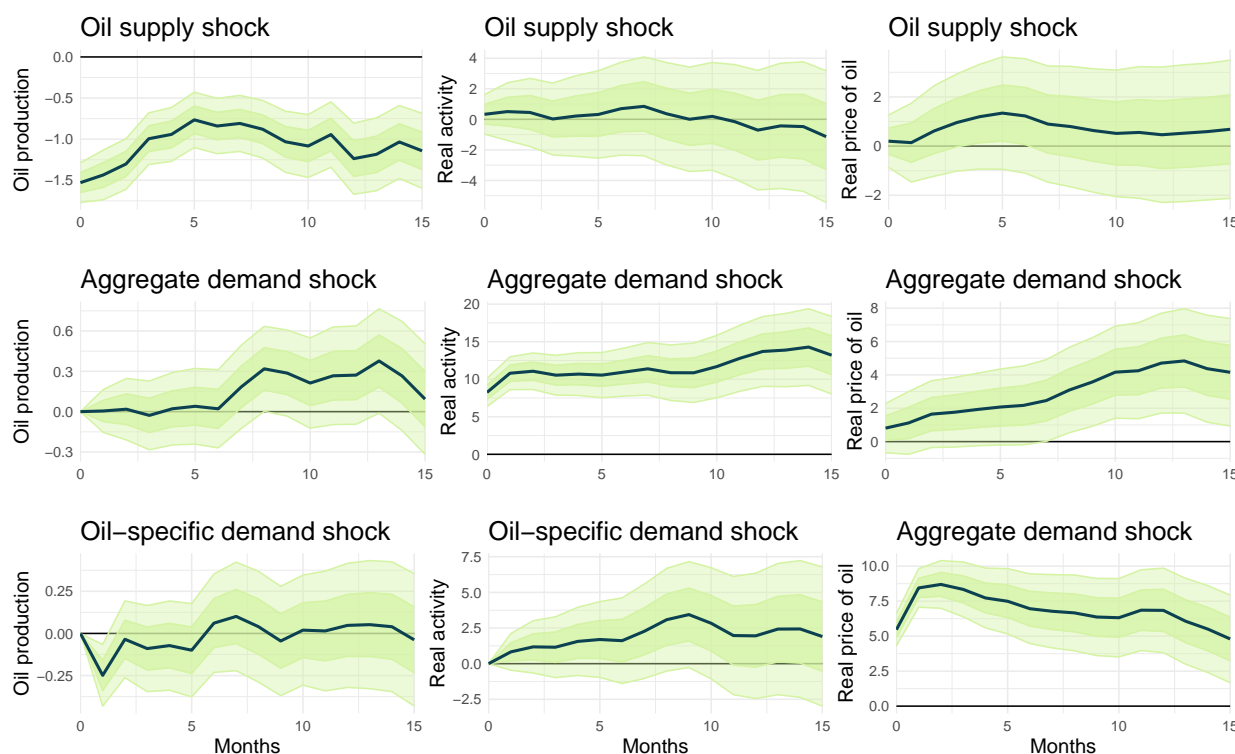 Oil supply shock
Oil supply shock
Oil supply shock
Oil production
0.0
−0.5
−1.0
−1.5
0 5 10 15
Real activity
4
2
0
−2
−4
0 5 10 15
Real price of oil
2
0
−2
0 5 10 15
Aggregate demand shock
Aggregate demand shock
Aggregate demand shock
Oil production
0.6
0.3
0.0
−0.3
0 5 10 15
Real activity
20
15
10
5
0
0 5 10 15
Real price of oil
8
6
4
2
0
0 5 10 15
Oil−specific demand shock
Oil−specific demand shock
Aggregate demand shock
Oil production
0.25
0.00
−0.25
0 5 10 15
Months
Real activity
7.5
5.0
2.5
0.0
−2.5
0 5 10 15
Months
Real price of oil
10.0
7.5
5.0
2.5
0.0
0 5 10 15
Months